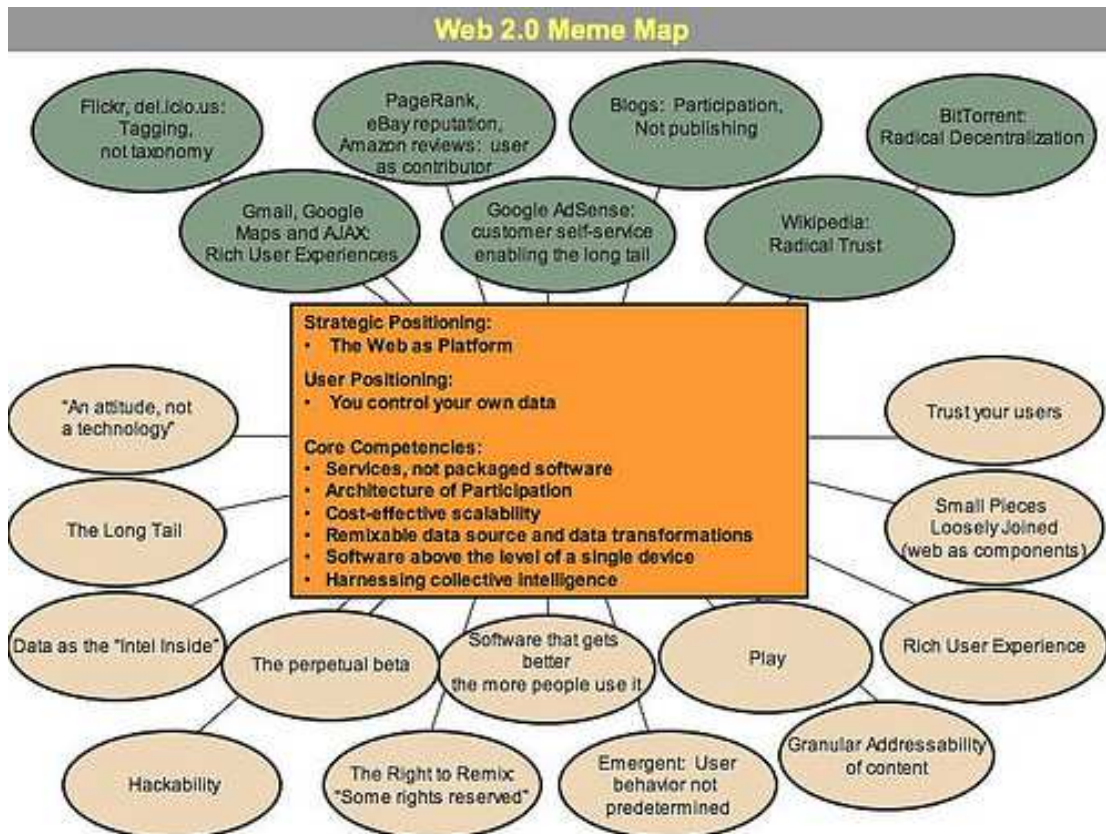 Web 2.0 Meme Map
Flickr, del.icio.us:
Tagging,
not taxonomy
PageRank,
eBay reputation,
Amazon reviews: user
as contributor
Blogs: Participation,
Not publishing
BitTorrent:
Radical Decentralization
Gmail, Google
Maps and AJAX:
Rich User Experiences
Google AdSense:
customer self-service
enabling the long tail
Wikipedia:
Radical Trust
Strategic Positioning:
• The Web as Platform
User Positioning:
• You control your own data
Core Competencies:
• Services, not packaged software
• Architecture of Participation
• Cost-effective scalability
• Remixable data source and data transformations
• Software above the level of a single device
• Harnessing collective intelligence
"An attitude, not
a technology"
Trust your users
The Long Tail
Small Pieces
Loosely Joined
(web as components)
Data as the "Intel Inside"
The perpetual beta
Software that gets
better
the more people use it
Play
Rich User Experience
Hackability
The Right to Remix:
"Some rights reserved"
Emergent: User
behavior not
predetermined
Granular Addressability
of content